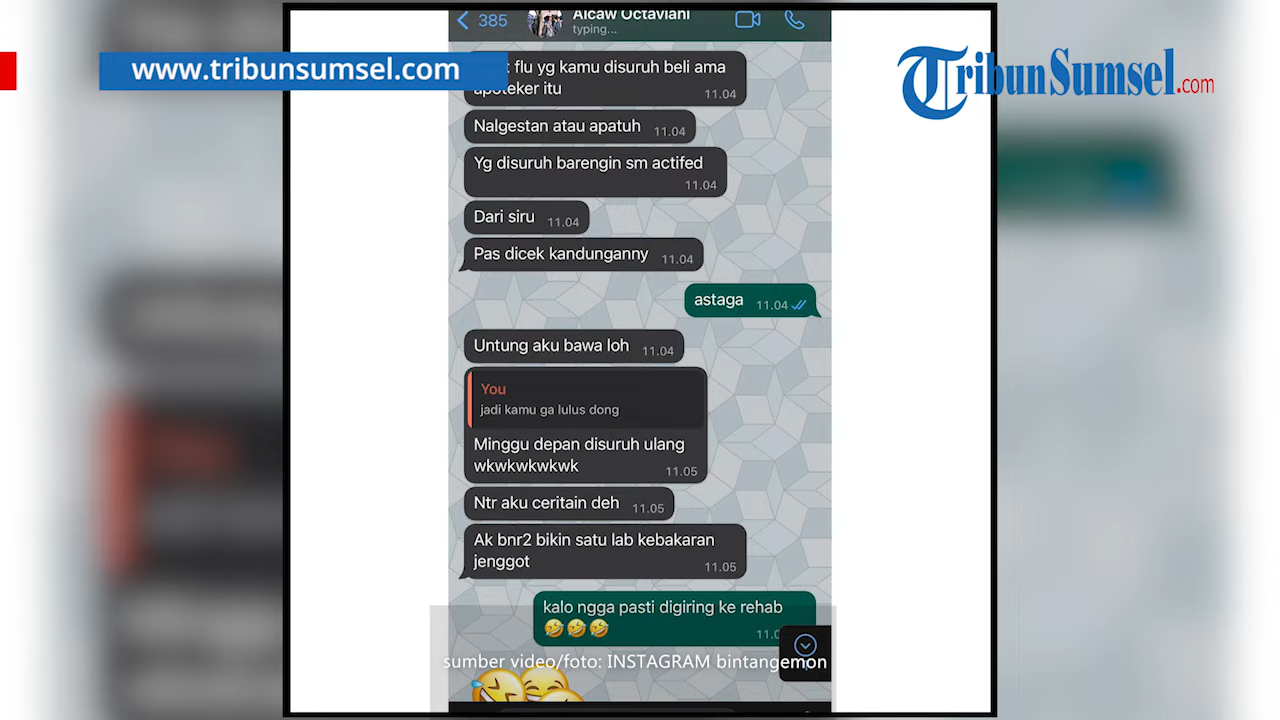 385
Alcaw Octaviani
typing...
www.tribunsumsel.com
TribunSumsel.com
flu yg kamu disuruh beli ama
apoteker itu
11.04
Nalgestan atau apatuh 11.04
Yg disuruh barengin sm actifed
11.04
Dari siru 11.04
Pas dicek kandunganny 11.04
astaga 11.04
Untung aku bawa loh 11.04
You
jadi kamu ga lulus dong
Minggu depan disuruh ulang
wkwkwkwkwk 11.05
Ntr aku ceritain deh 11.05
Ak bnr2 bikin satu lab kebakaran
jenggot 11.05
kalo ngga pasti digiring ke rehab
sumber video/foto: INSTAGRAM bintangemon